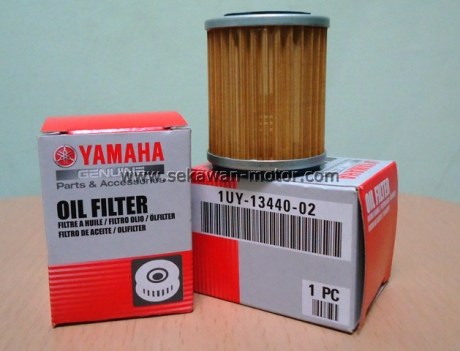 YAMAHA
GENUINE
Parts & Accessories
OIL FILTER
FILTRE A HUILE / FILTRO OLIO / OLFILTER
FILTRO DE ACEITE / OLIFILTER
www.sekawan-motor.com
1UY-13440-02
1 PC
OIL FILTER